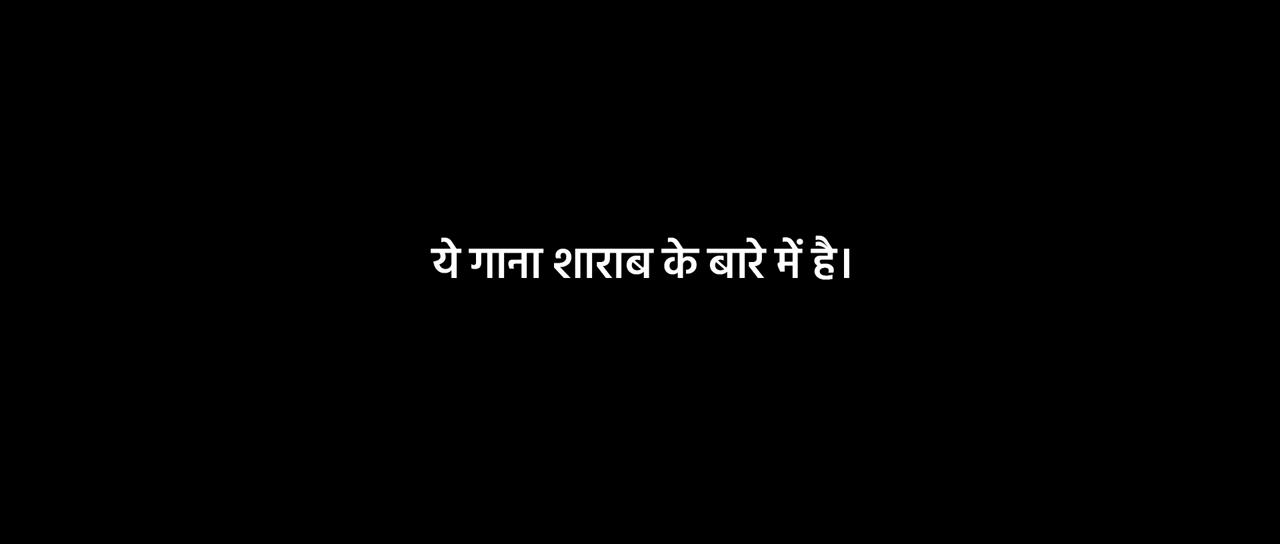 ये गाना शाराब के बारे में है।